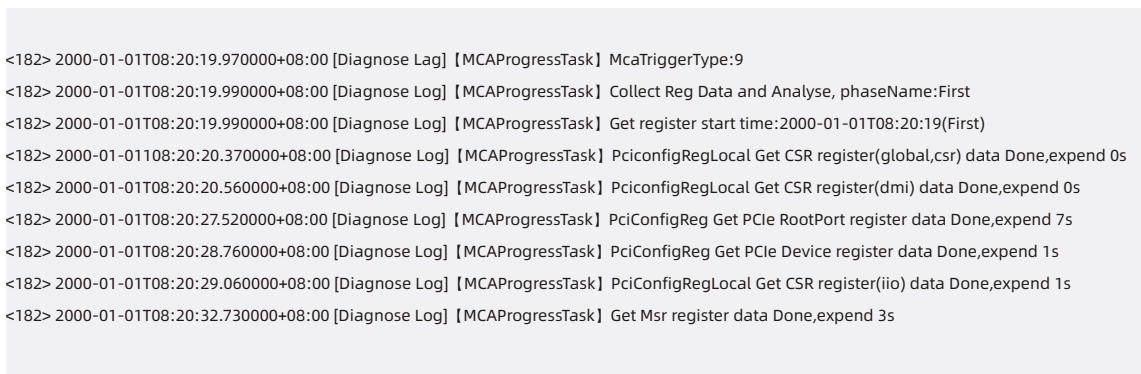 <182> 2000-01-01T08:20:19.970000+08:00 [Diagnose Lag]【MCAProgressTask】McaTriggerType:9
<182> 2000-01-01T08:20:19.990000+08:00 [Diagnose Log]【MCAProgressTask】Collect Reg Data and Analyse, phaseName:First
<182> 2000-01-01T08:20:19.990000+08:00 [Diagnose Log]【MCAProgressTask】Get register start time:2000-01-01T08:20:19(First)
<182> 2000-01-01108:20:20.370000+08:00 [Diagnose Log]【MCAProgressTask】PciconfigRegLocal Get CSR register(global,csr) data Done,expend 0s
<182> 2000-01-01T08:20:20.560000+08:00 [Diagnose Log]【MCAProgressTask】PciconfigRegLocal Get CSR register(dmi) data Done,expend 0s
<182> 2000-01-01T08:20:27.520000+08:00 [Diagnose Log]【MCAProgressTask】PciConfigReg Get PCIe RootPort register data Done,expend 7s
<182> 2000-01-01T08:20:28.760000+08:00 [Diagnose Log]【MCAProgressTask】PciConfigReg Get PCIe Device register data Done,expend 1s
<182> 2000-01-01T08:20:29.060000+08:00 [Diagnose Log]【MCAProgressTask】PciConfigRegLocal Get CSR register(iio) data Done,expend 1s
<182> 2000-01-01T08:20:32.730000+08:00 [Diagnose Log]【MCAProgressTask】Get Msr register data Done,expend 3s